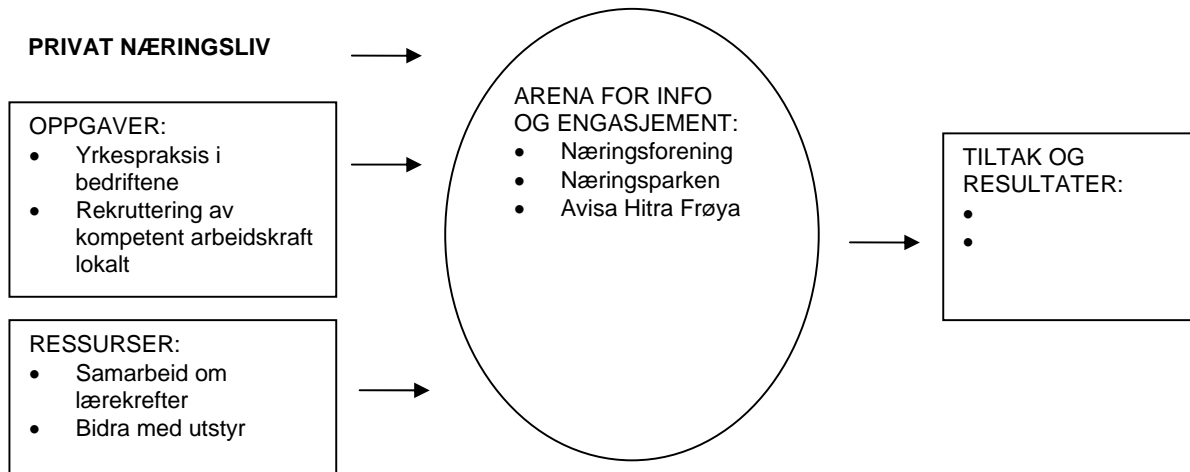 PRIVAT NÆRINGSLIV
OPPGAVER:
• Yrkespraksis i
bedriftene
• Rekruttering av
kompetent arbeidskraft
lokalt
RESSURSER:
• Samarbeid om
lærekrefter
• Bidra med utstyr
ARENA FOR INFO
OG ENGASJEMENT:
• Næringsforening
• Næringsparken
• Avisa Hitra Frøya
TILTAK OG
RESULTATER:
•
•